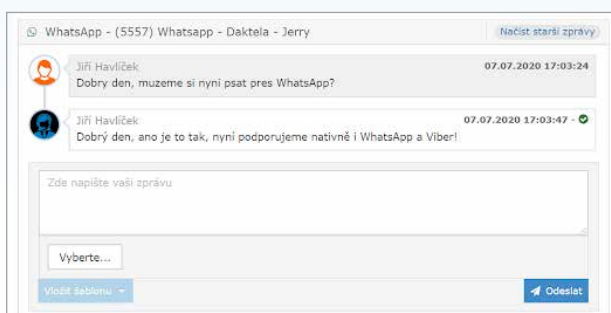 WhatsApp - (5557) Whatsapp - Daktela - Jerry
Načíst starší zprávy
Jiří Havlíček
07.07.2020 17:03:24
Dobry den, muzeme si nyni psat pres WhatsApp?
Jiří Havlíček
07.07.2020 17:03:47 -
Dobrý den, ano je to tak, nyní podporujeme nativně i WhatsApp a Viber!
Zde napište vaši zprávu
Vyberte...
Vložit šablonu
Odeslat